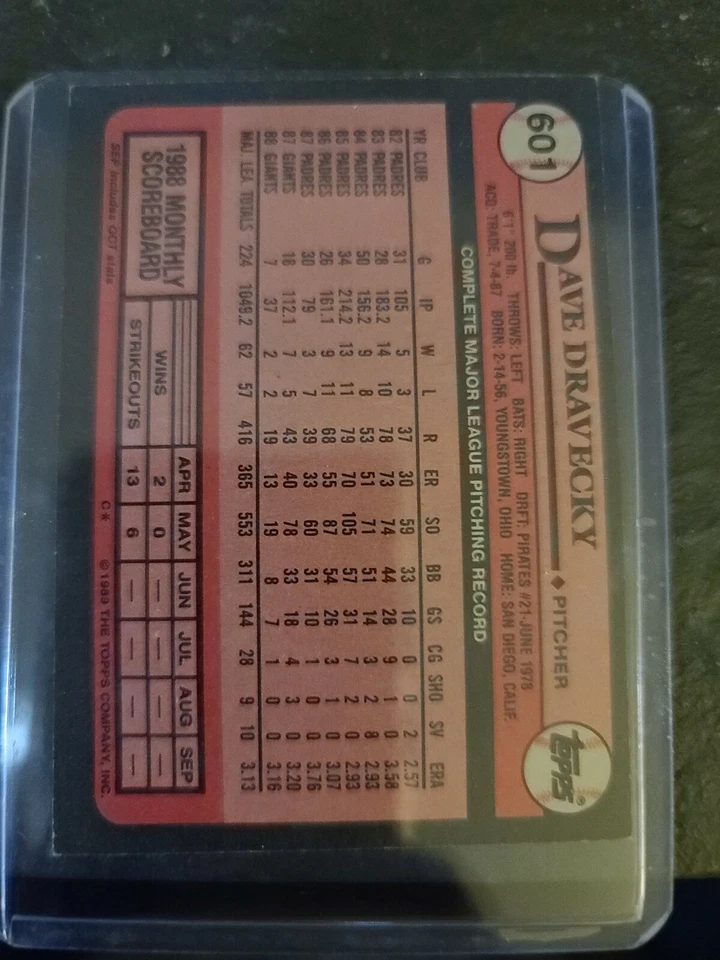 601
DAVE DRAVECKY ♦ PITCHER
TOPPS®
6'1" 200 lb. THROWS: LEFT BATS: RIGHT DRFT: PIRATES #21-JUNE 1978
ACQ: TRADE, 7-4-87 BORN: 2-14-56, YOUNGSTOWN, OHIO HOME: SAN DIEGO, CALIF.
COMPLETE MAJOR LEAGUE PITCHING RECORD
YR CLUB G IP W L R ER SO BB GS CG SHO SV ERA
82 PADRES 31 105 5 3 37 30 59 33 10 0 0 2 2.57
83 PADRES 28 183.2 14 10 78 73 74 44 28 9 1 0 3.58
84 PADRES 50 156.2 9 8 53 51 71 51 14 3 2 8 2.93
85 PADRES 34 214.2 13 11 79 70 105 57 31 7 2 0 2.93
86 PADRES 26 161.1 9 11 68 55 87 54 26 3 1 0 3.07
87 PADRES 30 79 3 7 39 33 60 31 10 1 0 0 3.76
87 GIANTS 18 112.1 7 5 43 40 78 33 18 4 3 0 3.20
88 GIANTS 7 37 2 2 19 13 19 8 7 1 0 0 3.16
MAJ. LEA. TOTALS 224 1049.2 62 57 416 365 553 311 144 28 9 10 3.13
1988 MONTHLY SCOREBOARD
APR MAY JUN JUL AUG SEP
WINS 2 0 — — — —
STRIKEOUTS 13 6 — — — —
SEP includes OCT stats C* ©1989 THE TOPPS COMPANY, INC.